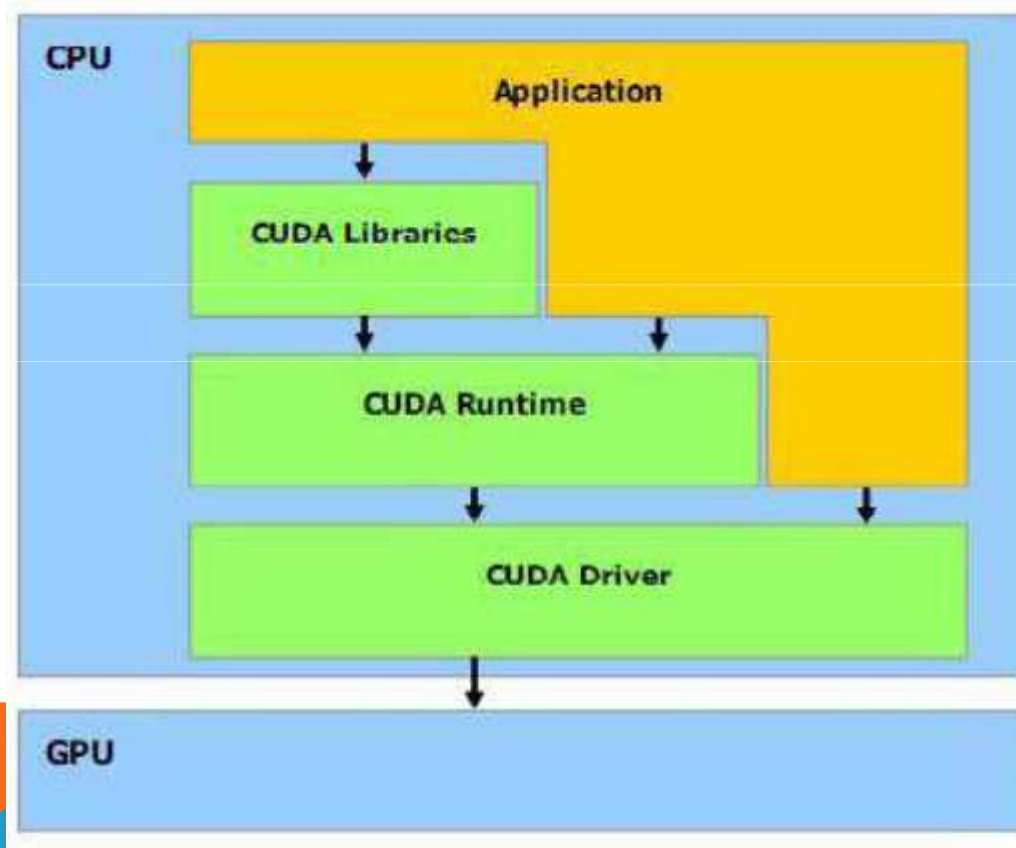 CPU
Application
CUDA Libraries
CUDA Runtime
CUDA Driver
GPU